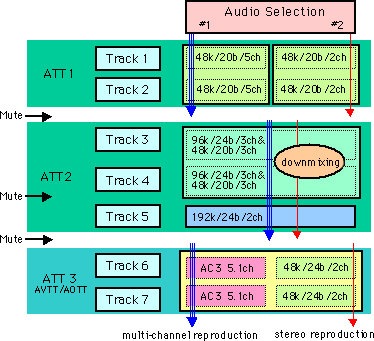 Audio Selection
#1 #2
ATT 1
Track 1
48k/20b/5ch 48k/20b/2ch
Track 2
48k/20b/5ch 48k/20b/2ch
Mute
ATT2
Track 3
96k/24b/3ch&
48k/20b/3ch
downmixing
Track 4
96k/24b/3ch&
48k/20b/3ch
Mute
Track 5
192k/24b/2ch
Mute
ATT 3
AVTT/AOTT
Track 6
AC3 5.1ch 48k/24b/2ch
Track 7
AC3 5.1ch 48k/24b/2ch
multi-channel reproduction stereo reproduction